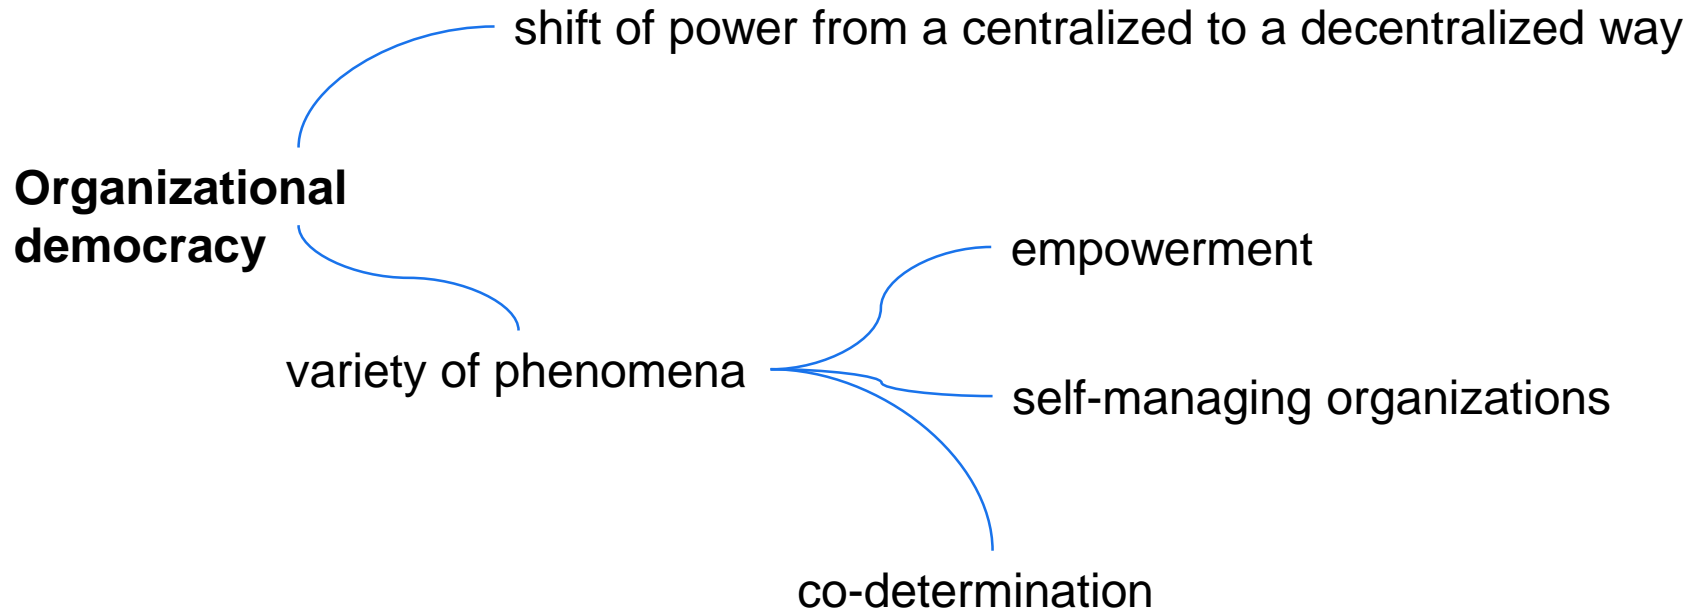 shift of power from a centralized to a decentralized way
Organizational
democracy
empowerment
variety of phenomena
self-managing organizations
co-determination